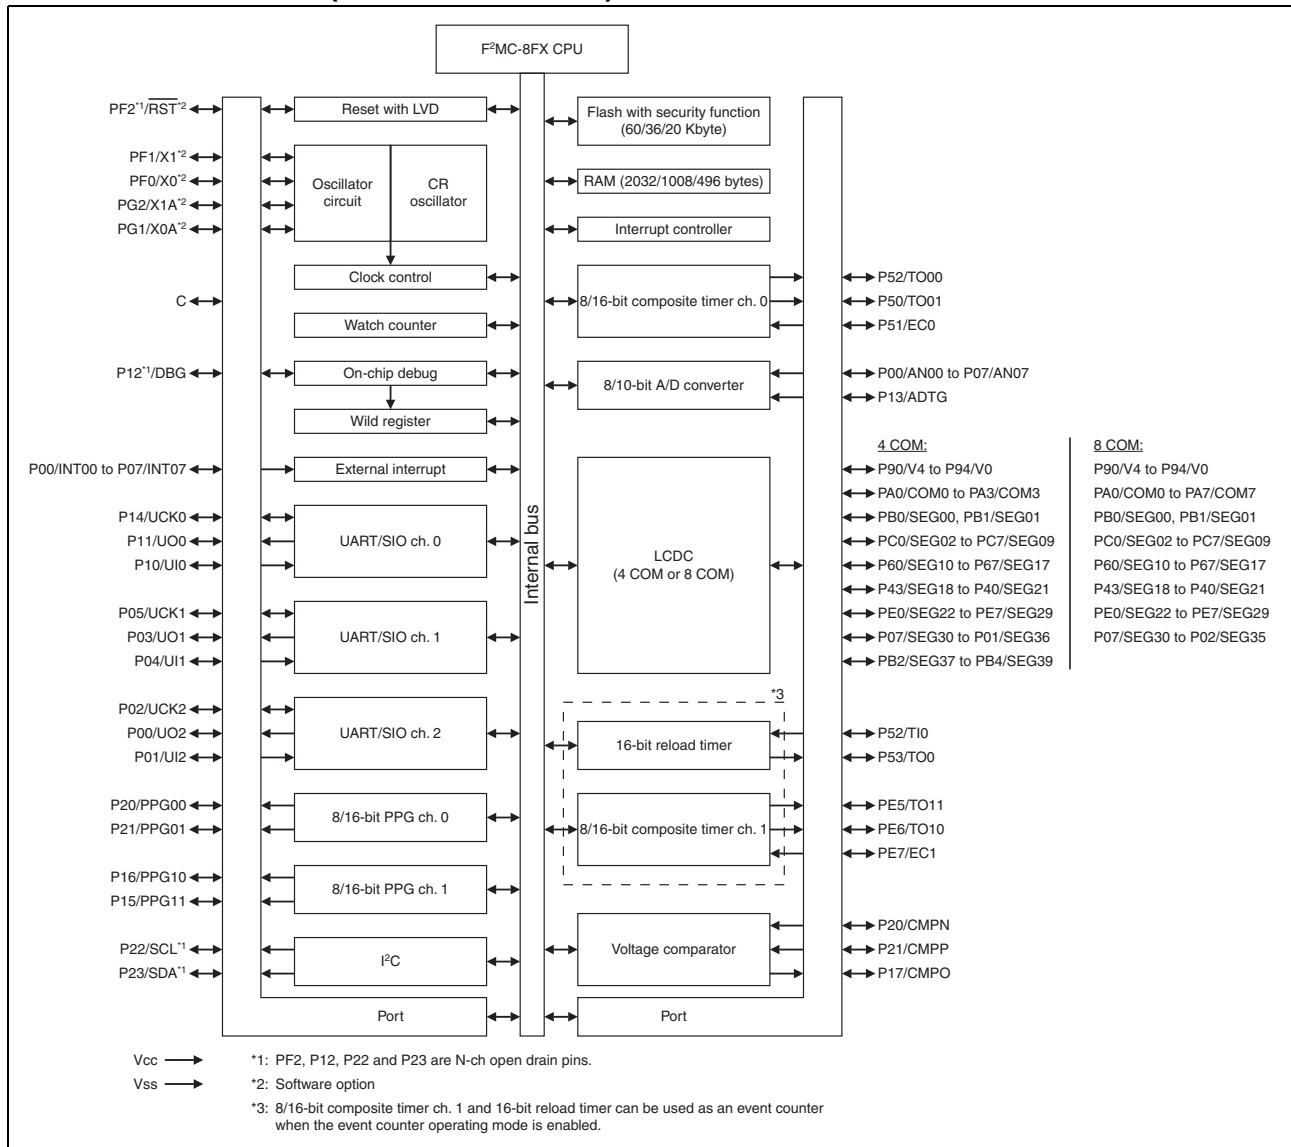 F²MC-8FX CPU
PF2*1/RST*2
PF1/X1*2
PF0/X0*2
PG2/X1A*2
PG1/X0A*2
C
P12*1/DBG
P00/INT00 to P07/INT07
P14/UCK0
P11/UO0
P10/UI0
P05/UCK1
P03/UO1
P04/UI1
P02/UCK2
P00/UO2
P01/UI2
P20/PPG00
P21/PPG01
P16/PPG10
P15/PPG11
P22/SCL*1
P23/SDA*1
Reset with LVD
Oscillator
circuit
CR
oscillator
Clock control
Watch counter
On-chip debug
Wild register
External interrupt
UART/SIO ch. 0
UART/SIO ch. 1
UART/SIO ch. 2
8/16-bit PPG ch. 0
8/16-bit PPG ch. 1
I²C
Port
Internal bus
Flash with security function
(60/36/20 Kbyte)
RAM (2032/1008/496 bytes)
Interrupt controller
8/16-bit composite timer ch. 0
8/10-bit A/D converter
LCDC
(4 COM or 8 COM)
*3
16-bit reload timer
8/16-bit composite timer ch. 1
Voltage comparator
Port
P52/TO00
P50/TO01
P51/EC0
P00/AN00 to P07/AN07
P13/ADTG
4 COM:
P90/V4 to P94/V0
PA0/COM0 to PA3/COM3
PB0/SEG00, PB1/SEG01
PC0/SEG02 to PC7/SEG09
P60/SEG10 to P67/SEG17
P43/SEG18 to P40/SEG21
PE0/SEG22 to PE7/SEG29
P07/SEG30 to P01/SEG36
PB2/SEG37 to PB4/SEG39
8 COM:
P90/V4 to P94/V0
PA0/COM0 to PA7/COM7
PB0/SEG00, PB1/SEG01
PC0/SEG02 to PC7/SEG09
P60/SEG10 to P67/SEG17
P43/SEG18 to P40/SEG21
PE0/SEG22 to PE7/SEG29
P07/SEG30 to P02/SEG35
P52/TI0
P53/TO0
PE5/TO11
PE6/TO10
PE7/EC1
P20/CMPN
P21/CMPP
P17/CMPO
Vcc
Vss
*1: PF2, P12, P22 and P23 are N-ch open drain pins.
*2: Software option
*3: 8/16-bit composite timer ch. 1 and 16-bit reload timer can be used as an event counter
when the event counter operating mode is enabled.